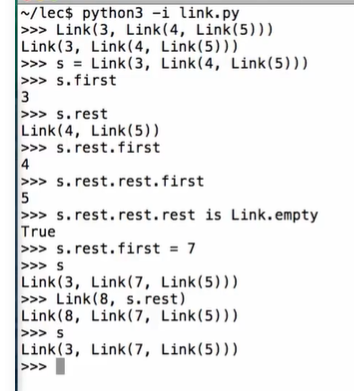 ~/lec$ python3 -i link.py
>>> Link(3, Link(4, Link(5)))
Link(3, Link(4, Link(5)))
>>> s = Link(3, Link(4, Link(5)))
>>> s.first
3
>>> s.rest
Link(4, Link(5))
>>> s.rest.first
4
>>> s.rest.rest.first
5
>>> s.rest.rest.rest is Link.empty
True
>>> s.rest.first = 7
>>> s
Link(3, Link(7, Link(5)))
>>> Link(8, s.rest)
Link(8, Link(7, Link(5)))
>>> s
Link(3, Link(7, Link(5)))
>>>